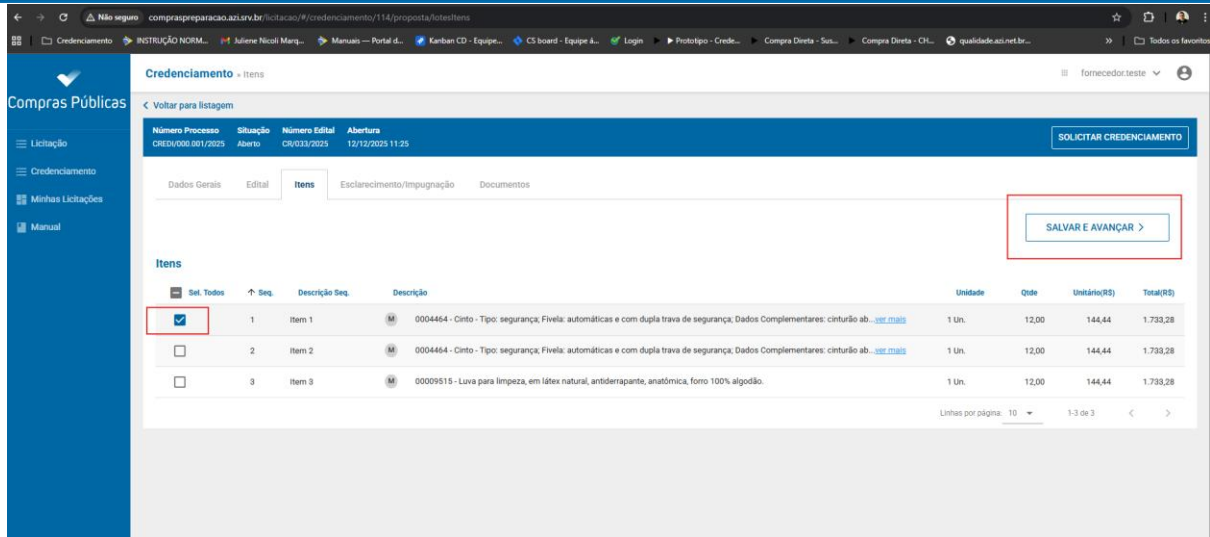 Não seguro compraspreparacao.azi.srv.br/licitacao/#/credenciamento/114/proposta/lotesItens
Credenciamento INSTRUÇÃO NORM... Juliene Nicoli Marq... Manuais — Portal d... Kanban CD - Equipe... CS board - Equipe á... Login Prototipo - Crede... Compra Direta - Sus... Compra Direta - CH... qualidade.azi.net.br... » Todos os favoritos
Compras Públicas
Licitação
Credenciamento
Minhas Licitações
Manual
Credenciamento » Itens
fornecedor.teste
Voltar para listagem
Número Processo Situação Número Edital Abertura
CREDI/000.001/2025 Aberto CR/033/2025 12/12/2025 11:25
SOLICITAR CREDENCIAMENTO
Dados Gerais Edital Itens Esclarecimento/Impugnação Documentos
SALVAR E AVANÇAR >
Itens
Sel. Todos Seq. Descrição Seq. Descrição Unidade Qtde Unitário(R$) Total(R$)
1 Item 1 M 0004464 - Cinto - Tipo: segurança; Fivela: automáticas e com dupla trava de segurança; Dados Complementares: cinturão ab...ver mais 1 Un. 12,00 144,44 1.733,28
2 Item 2 M 0004464 - Cinto - Tipo: segurança; Fivela: automáticas e com dupla trava de segurança; Dados Complementares: cinturão ab...ver mais 1 Un. 12,00 144,44 1.733,28
3 Item 3 M 00009515 - Luva para limpeza, em látex natural, antiderrapante, anatômica, forro 100% algodão. 1 Un. 12,00 144,44 1.733,28
Linhas por página: 10 1-3 de 3 < >